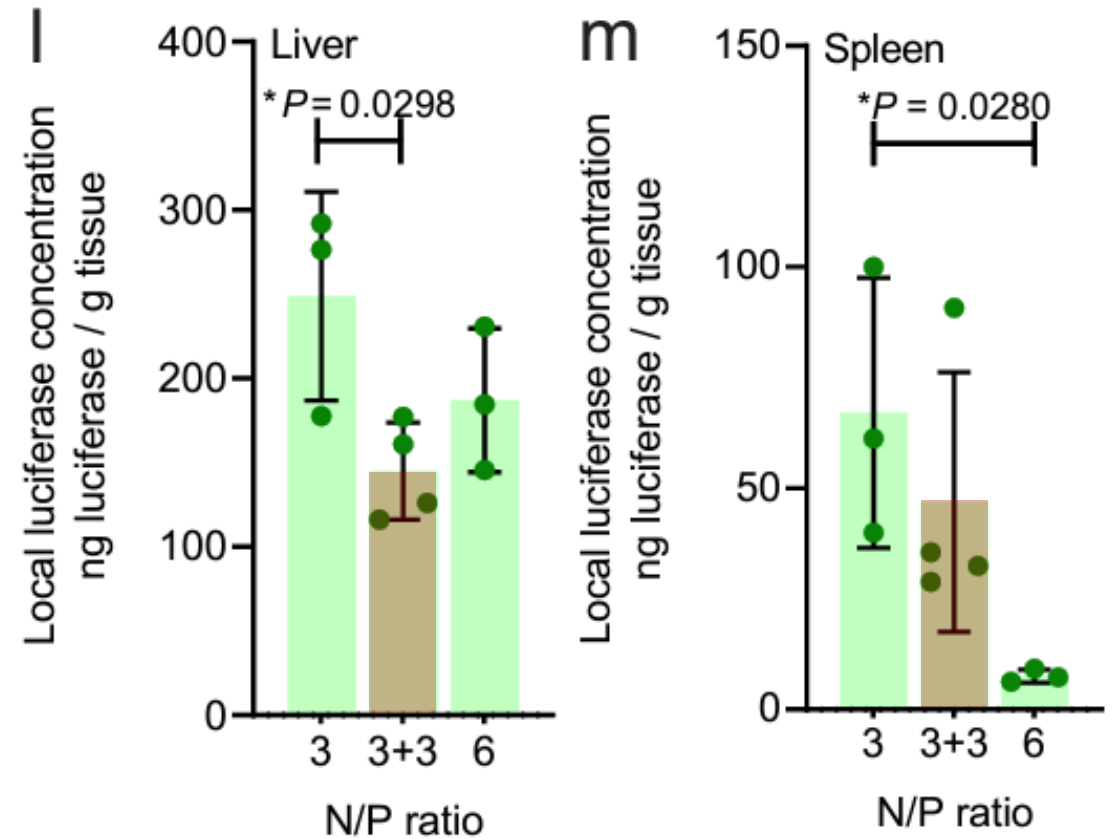 l
Liver
*P= 0.0298
Local luciferase concentration
ng luciferase / g tissue
400
300
200
100
0
3 3+3 6
N/P ratio
m
Spleen
*P = 0.0280
Local luciferase concentration
ng luciferase / g tissue
150
100
50
0
3 3+3 6
N/P ratio